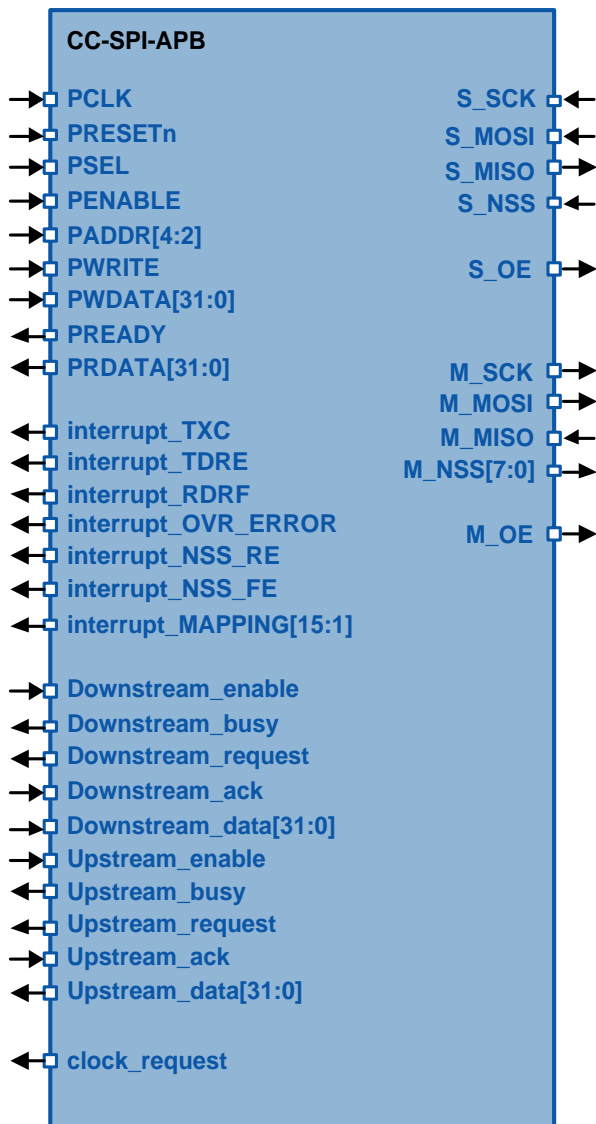 CC-SPI-APB
PCLK
PRESETn
PSEL
PENABLE
PADDR[4:2]
PWRITE
PWDATA[31:0]
PREADY
PRDATA[31:0]
interrupt_TXC
interrupt_TDRE
interrupt_RDRF
interrupt_OVR_ERROR
interrupt_NSS_RE
interrupt_NSS_FE
interrupt_MAPPING[15:1]
Downstream_enable
Downstream_busy
Downstream_request
Downstream_ack
Downstream_data[31:0]
Upstream_enable
Upstream_busy
Upstream_request
Upstream_ack
Upstream_data[31:0]
clock_request
S_SCK
S_MOSI
S_MISO
S_NSS
S_OE
M_SCK
M_MOSI
M_MISO
M_NSS[7:0]
M_OE